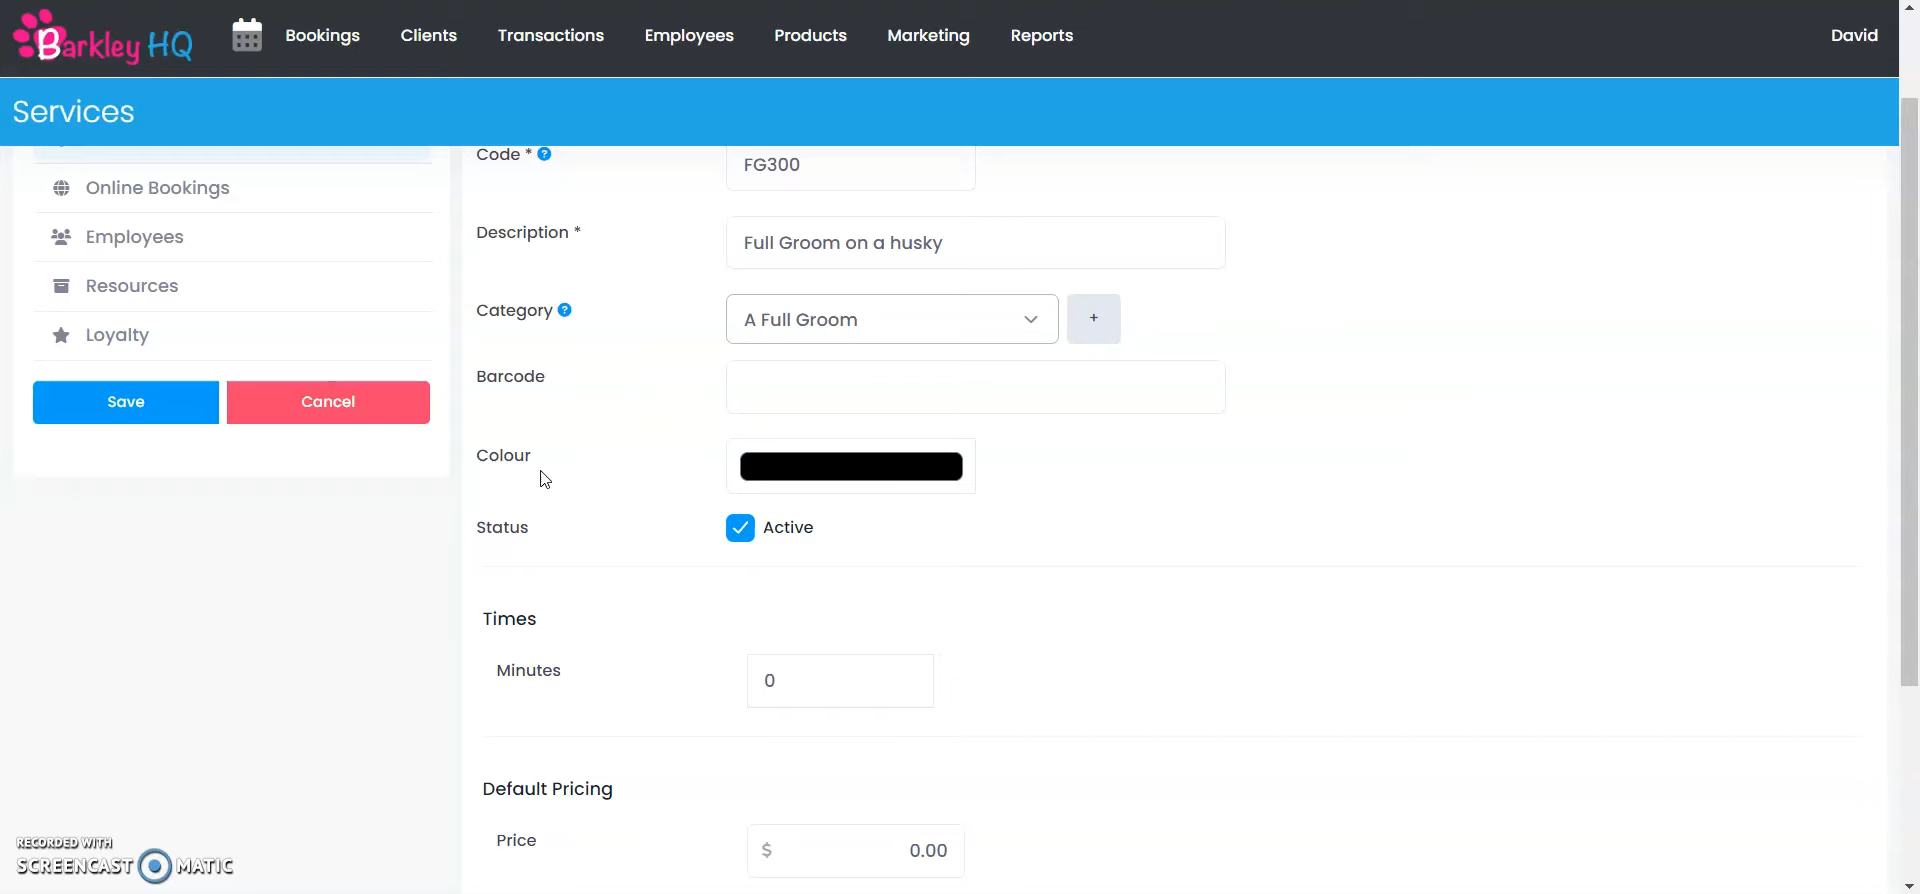 Barkley HQ
Bookings
Clients
Transactions
Employees
Products
Marketing
Reports
David
Services
Online Bookings
Employees
Resources
Loyalty
Save
Cancel
Code * ?
FG300
Description *
Full Groom on a husky
Category ?
A Full Groom
+
Barcode
Colour
Status
Active
Times
Minutes
0
Default Pricing
Price
$ 0.00
RECORDED WITH
SCREENCAST MATIC